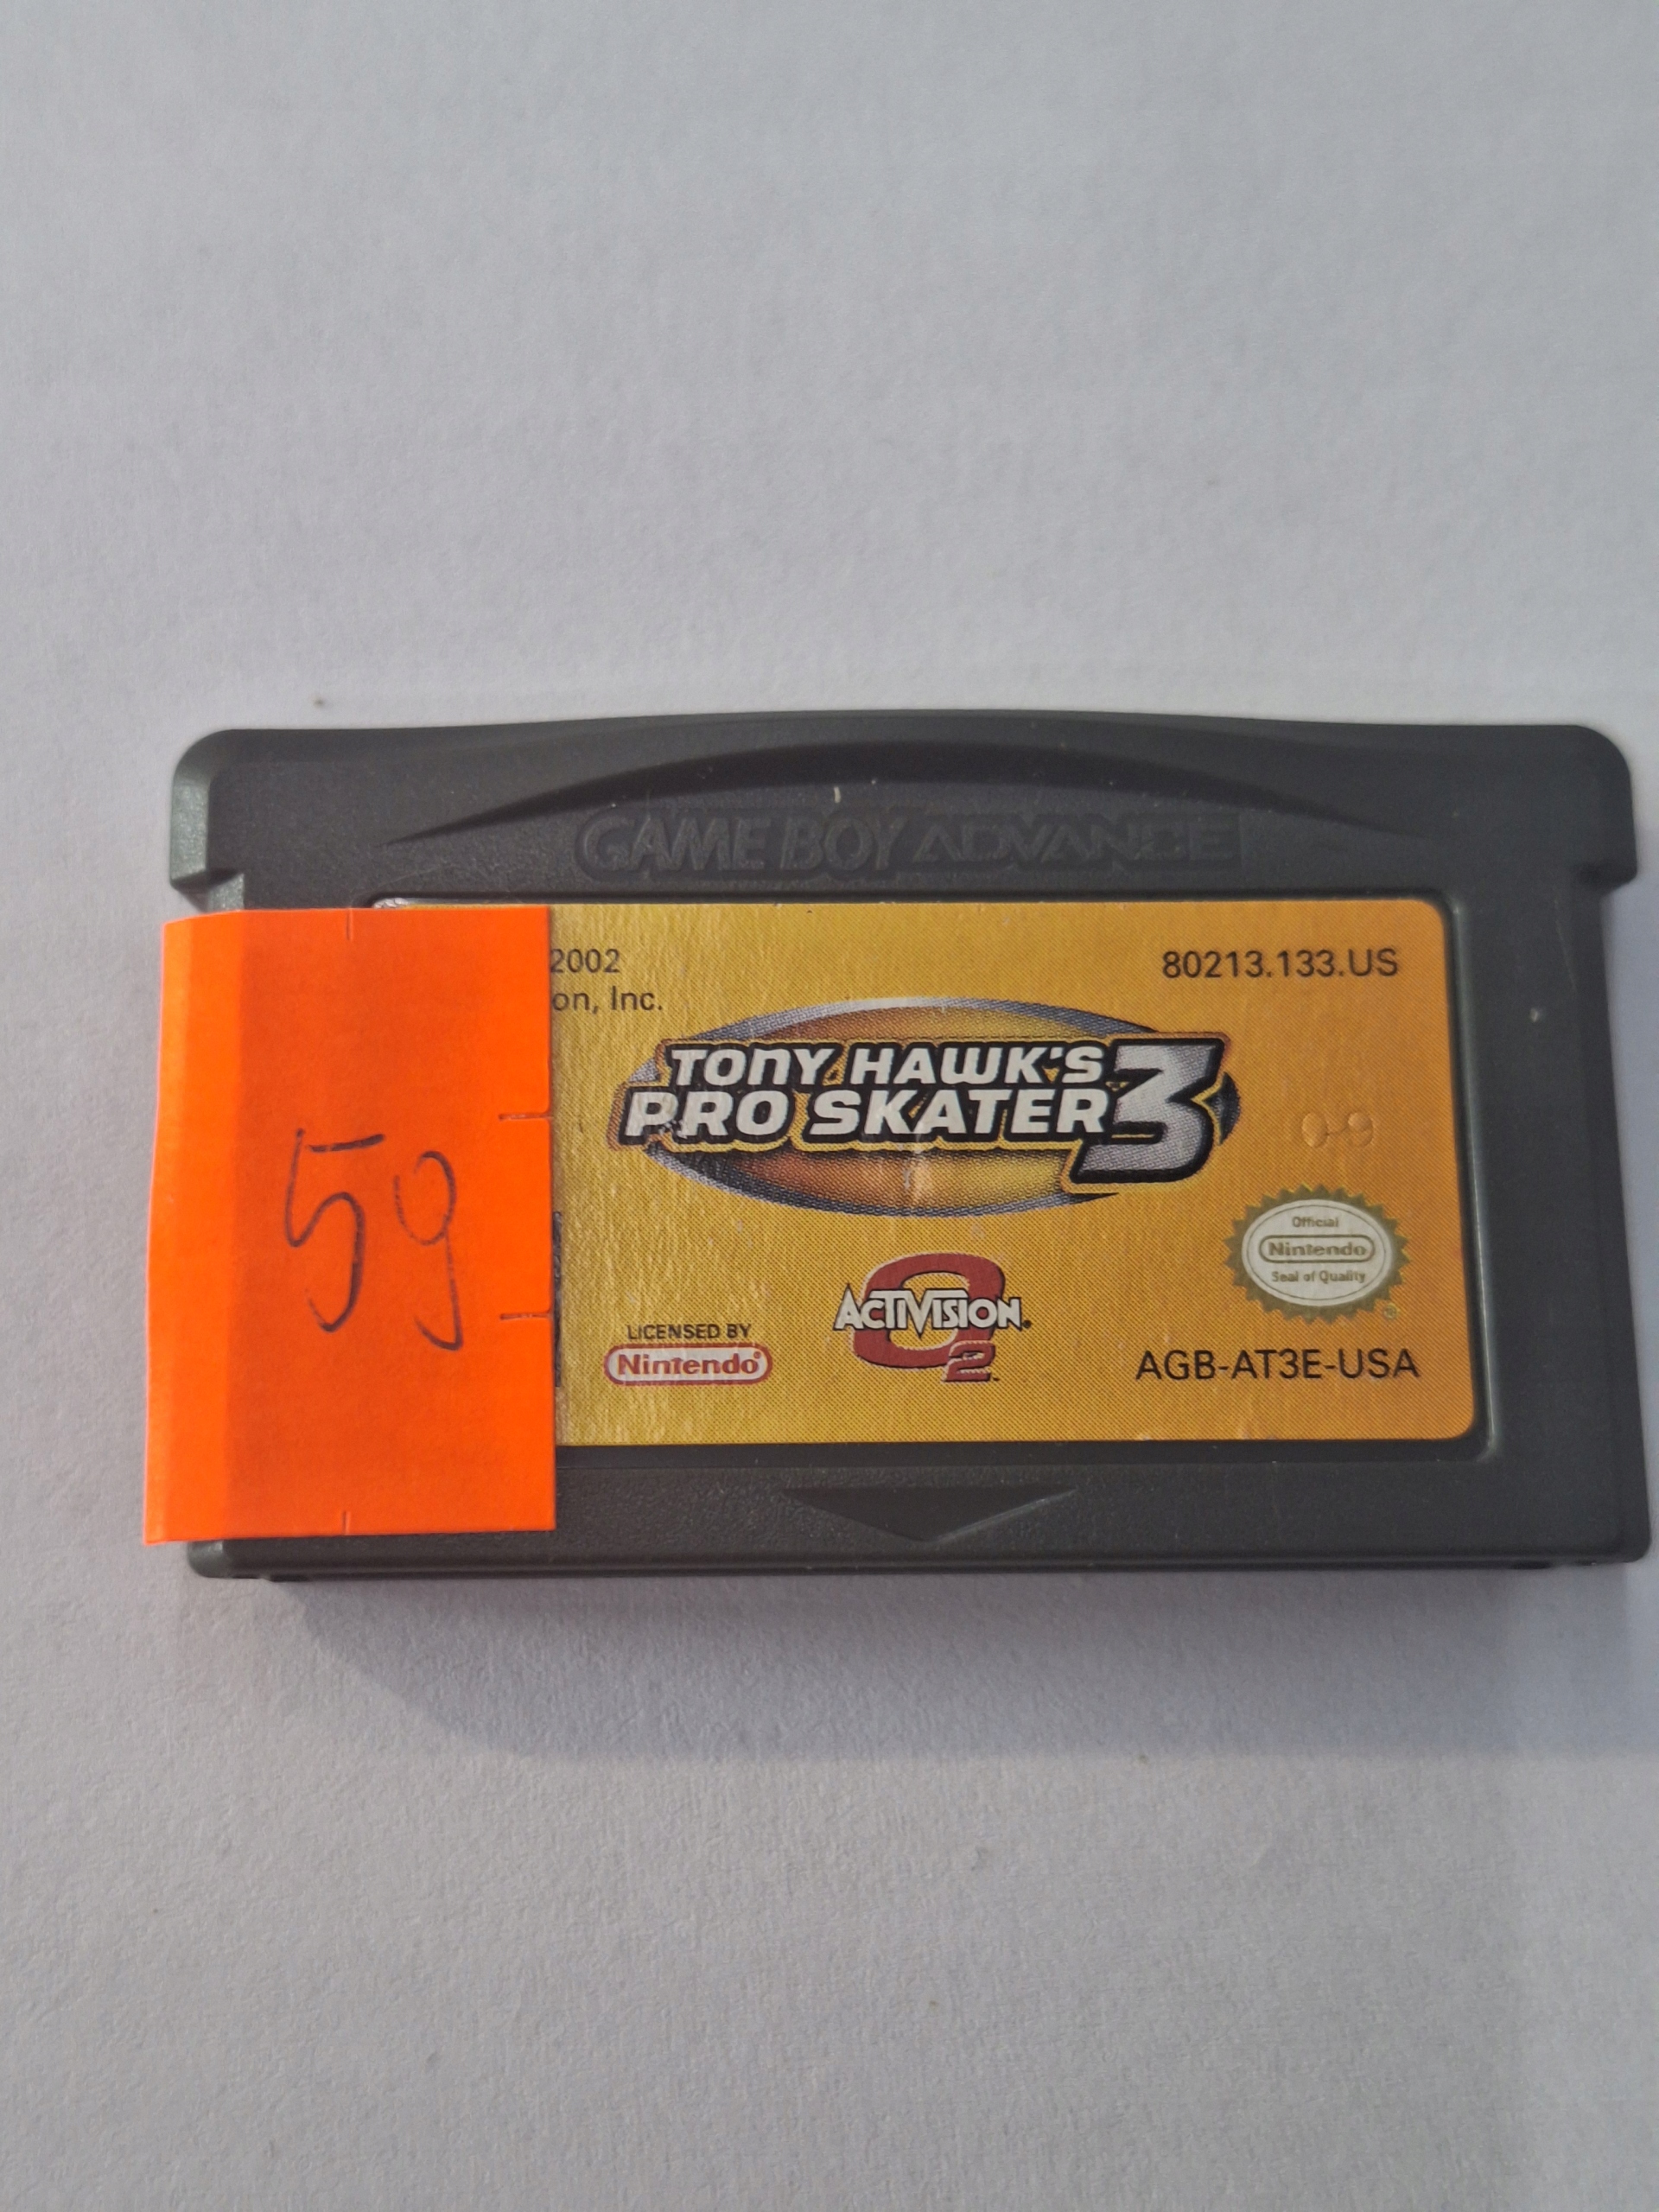 GAME BOY ADVANCE
2002
on, Inc.
80213.133.US
TONY HAWK'S
PRO SKATER 3
59
Official
Nintendo
Seal of Quality
ACTIVISION
O2
LICENSED BY
Nintendo
AGB-AT3E-USA